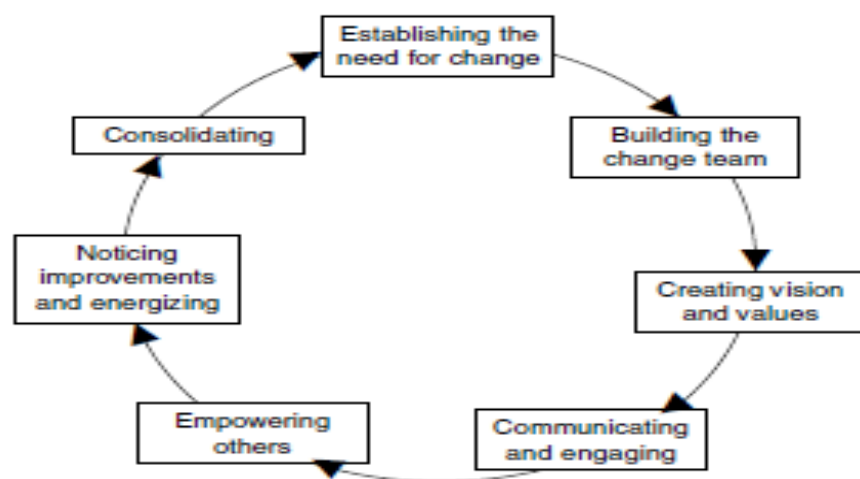 Establishing the
need for change
Building the
change team
Creating vision
and values
Communicating
and engaging
Empowering
others
Noticing
improvements
and energizing
Consolidating